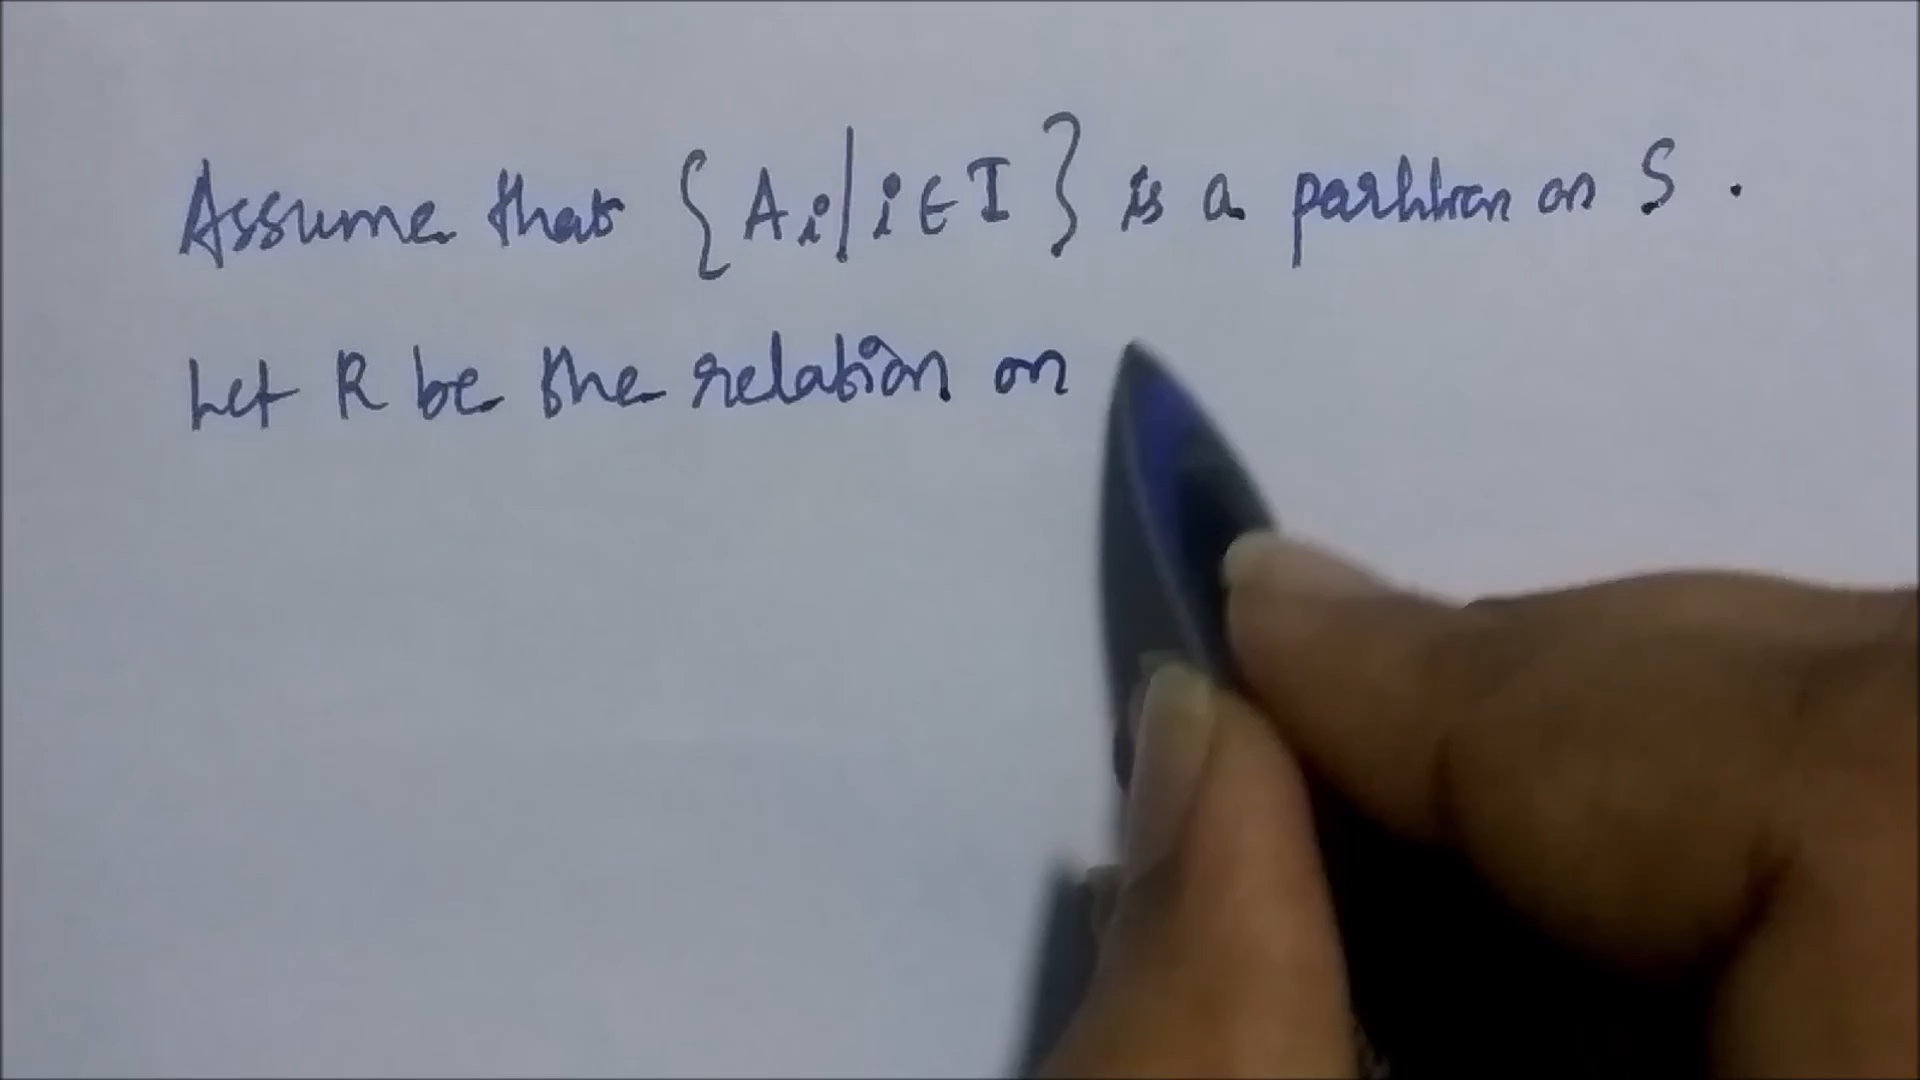 Assume that {Ai/i∈I} is a partition on S.
Let R be the relation on